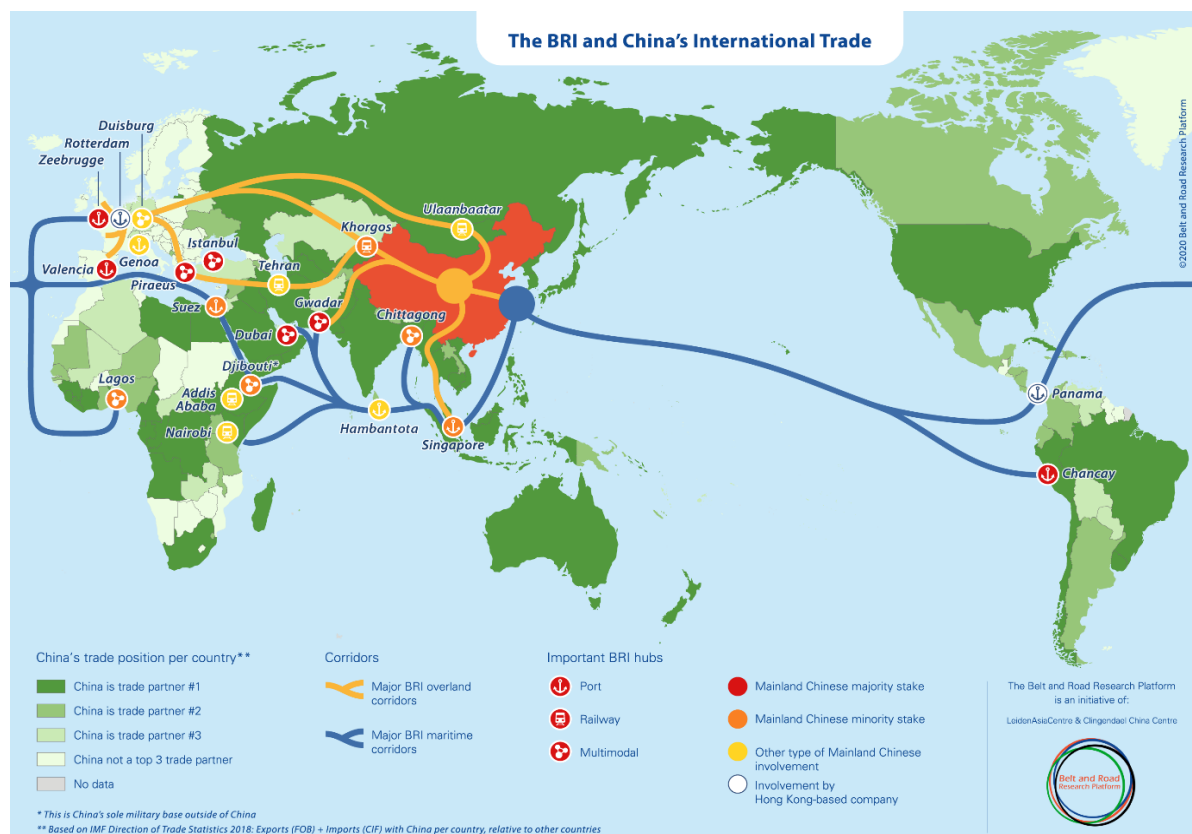 The BRI and China's International Trade
©2020 Belt and Road Research Platform
Duisburg
Rotterdam
Zeebrugge
Ulaanbaatar
Khorgos
Istanbul
Valencia
Genoa
Piraeus
Tehran
Suez
Gwadar
Chittagong
Dubai
Djibouti*
Lagos
Addis
Ababa
Nairobi
Hambantota
Singapore
Panama
Chancay
China's trade position per country**
China is trade partner #1
China is trade partner #2
China is trade partner #3
China not a top 3 trade partner
No data
Corridors
Major BRI overland
corridors
Major BRI maritime
corridors
Important BRI hubs
Port
Railway
Multimodal
Mainland Chinese majority stake
Mainland Chinese minority stake
Other type of Mainland Chinese
involvement
Involvement by
Hong Kong-based company
The Belt and Road Research Platform
is an initiative of:
LeidenAsiaCentre & Clingendael China Centre
Belt and Road
Research Platform
* This is China's sole military base outside of China
** Based on IMF Direction of Trade Statistics 2018: Exports (FOB) + Imports (CIF) with China per country, relative to other countries